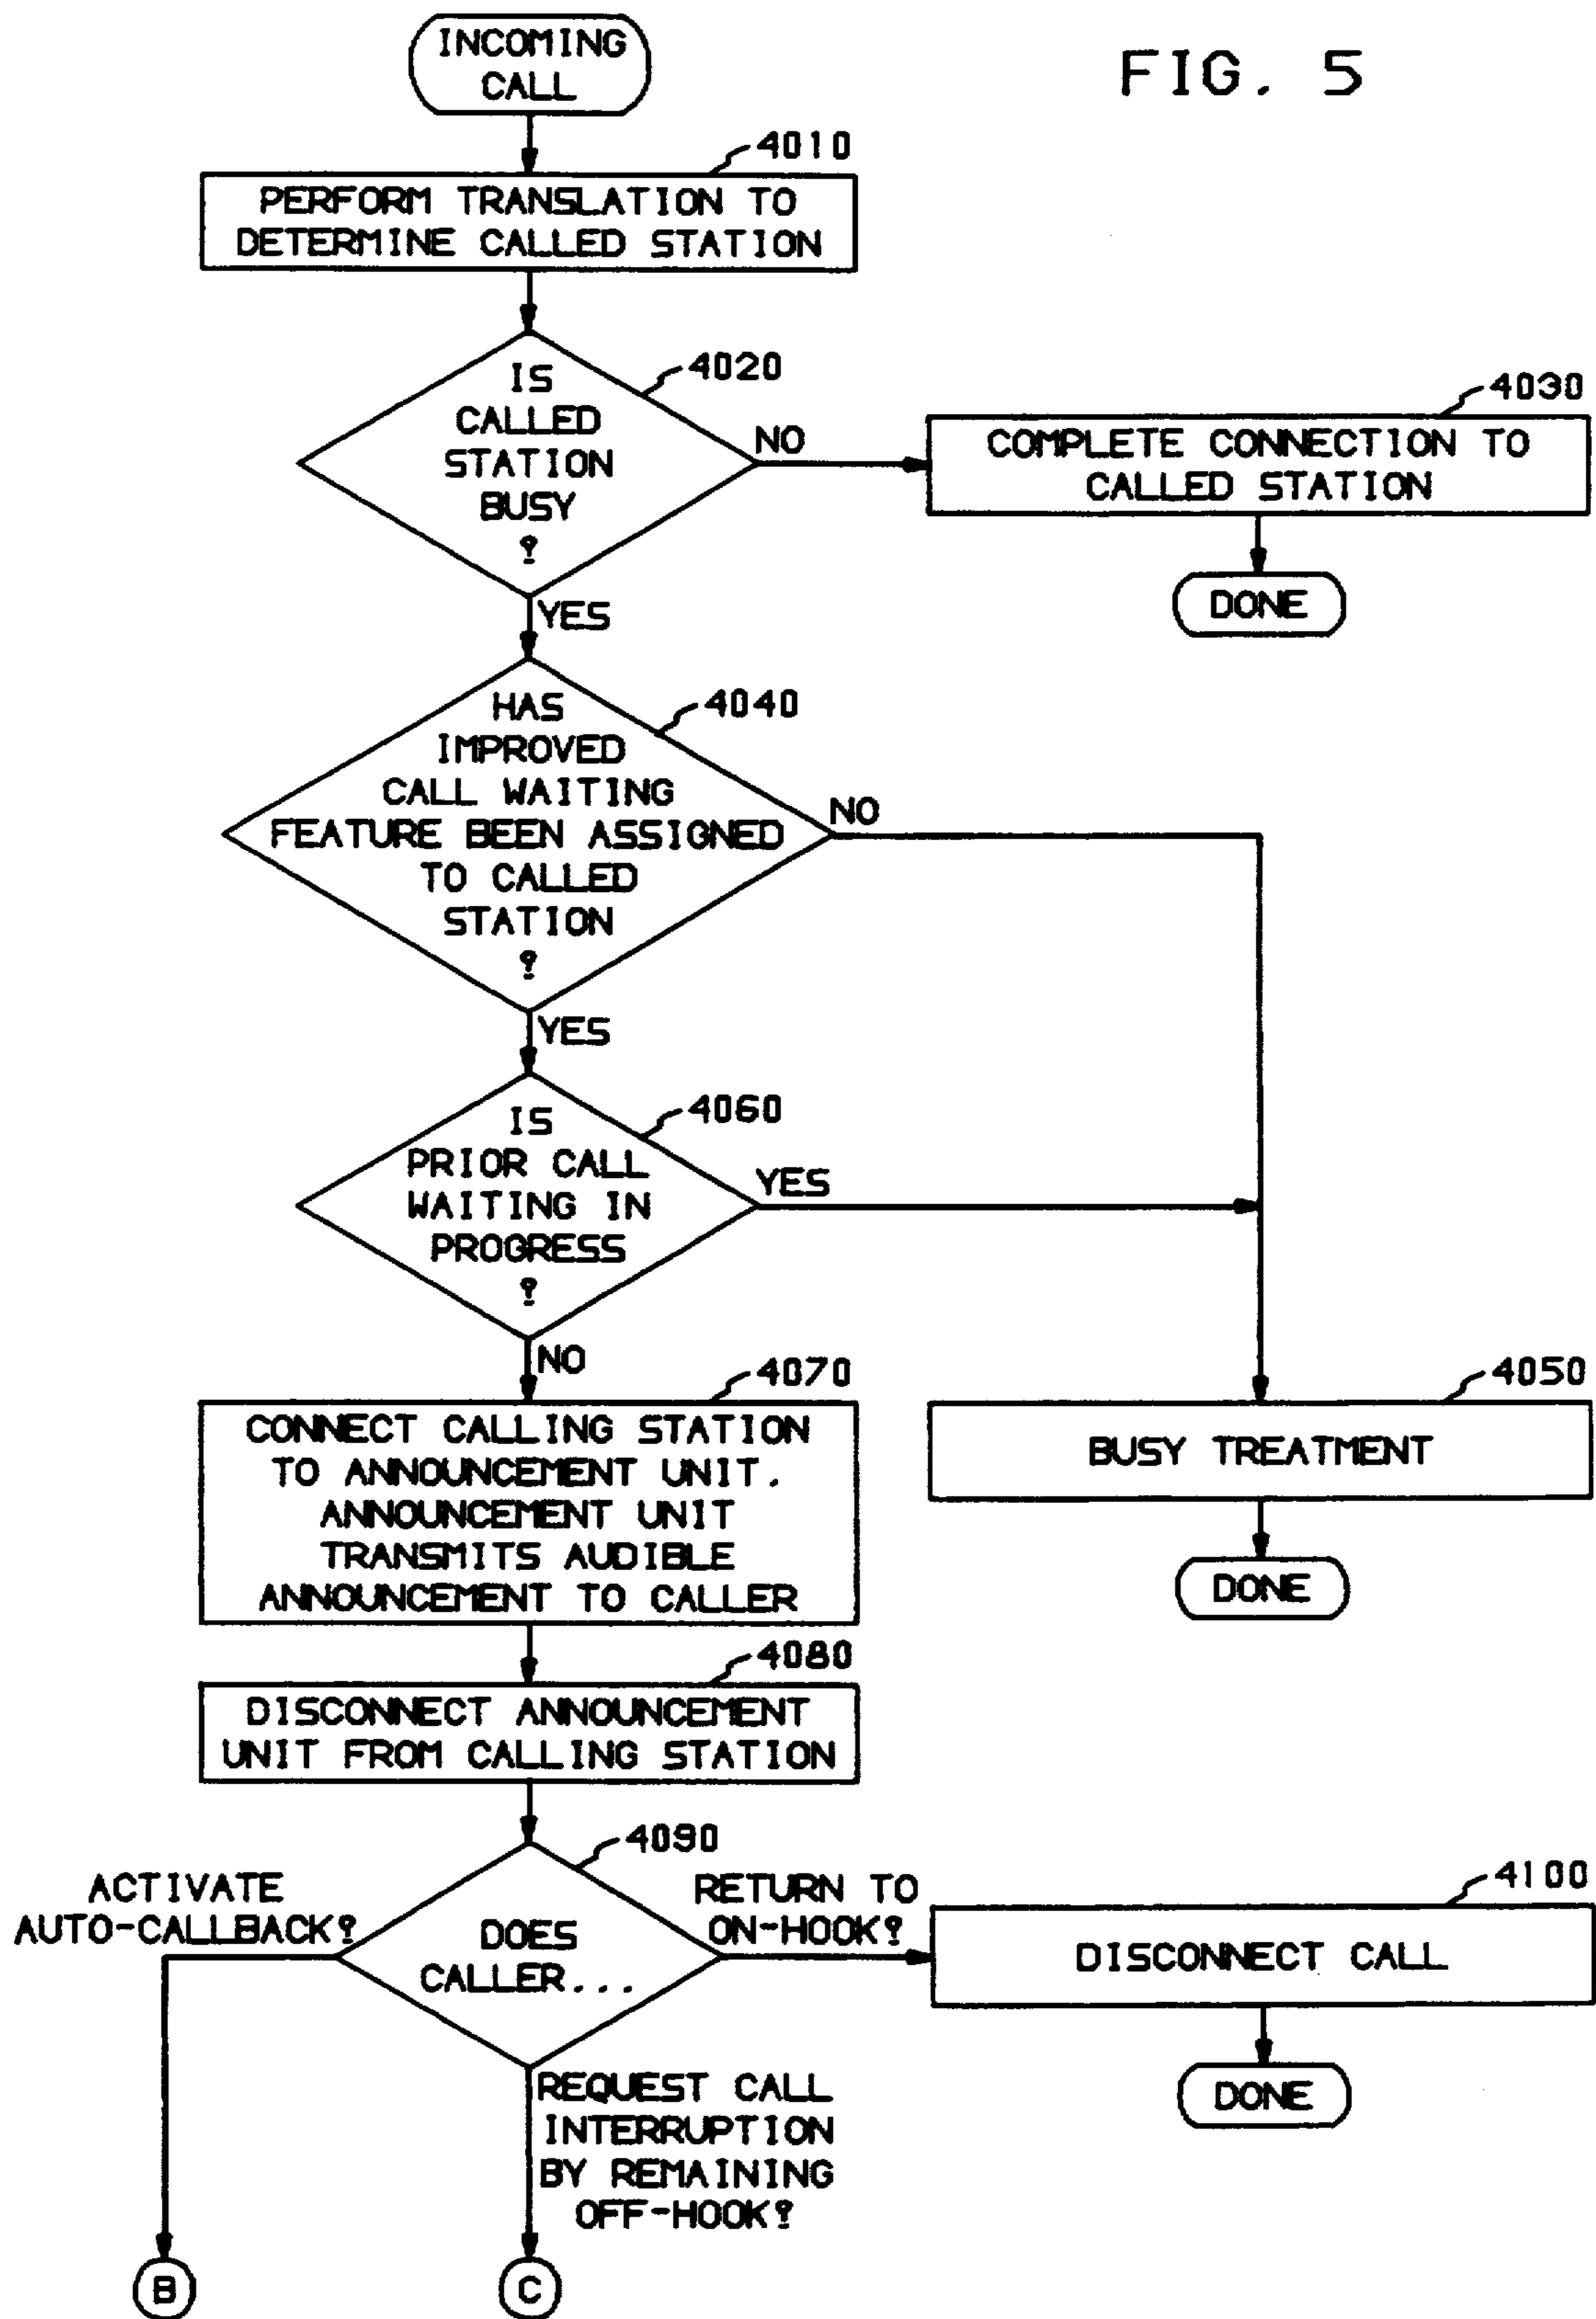 INCOMING
CALL
FIG. 5
4010
PERFORM TRANSLATION TO
DETERMINE CALLED STATION
4020
IS
CALLED
STATION
BUSY
?
NO
4030
COMPLETE CONNECTION TO
CALLED STATION
DONE
YES
4040
HAS
IMPROVED
CALL WAITING
FEATURE BEEN ASSIGNED
TO CALLED
STATION
?
NO
YES
4060
IS
PRIOR CALL
WAITING IN
PROGRESS
?
YES
NO
4070
CONNECT CALLING STATION
TO ANNOUNCEMENT UNIT.
ANNOUNCEMENT UNIT
TRANSMITS AUDIBLE
ANNOUNCEMENT TO CALLER
4050
BUSY TREATMENT
DONE
4080
DISCONNECT ANNOUNCEMENT
UNIT FROM CALLING STATION
4090
DOES
CALLER...
ACTIVATE
AUTO-CALLBACK?
RETURN TO
ON-HOOK?
4100
DISCONNECT CALL
DONE
REQUEST CALL
INTERRUPTION
BY REMAINING
OFF-HOOK?
B
C